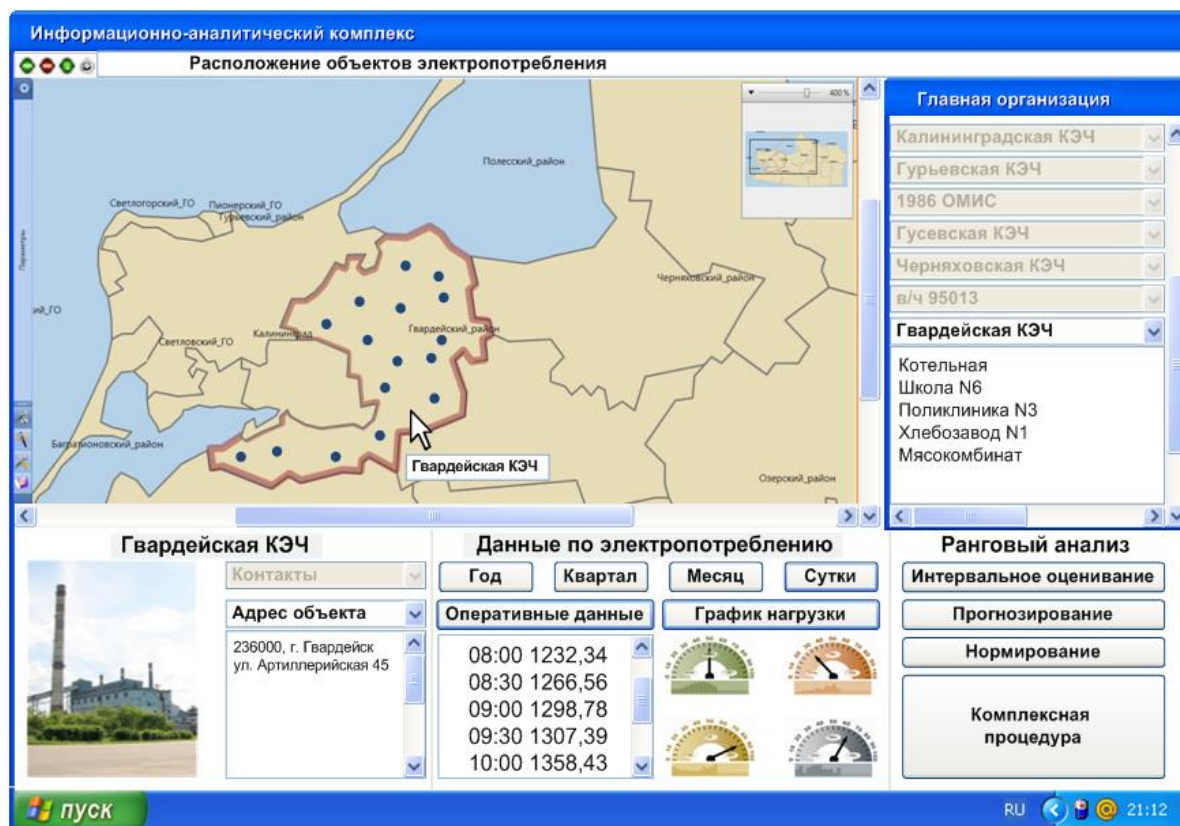 Информационно-аналитический комплекс
Расположение объектов электропотребления
400 %
Полесский_район
Светлогорский_ГО
Пионерский_ГО
Гурьевский_район
Параметры
Черняховский_район
ий_ГО
Калининград
Гвардейский_район
Светловский_ГО
Багратионовский_район
Гвардейская КЭЧ
Озерский_район
Главная организация
Калининградская КЭЧ
Гурьевская КЭЧ
1986 ОМИС
Гусевская КЭЧ
Черняховская КЭЧ
в/ч 95013
Гвардейская КЭЧ
Котельная
Школа N6
Поликлиника N3
Хлебозавод N1
Мясокомбинат
Гвардейская КЭЧ
Контакты
Адрес объекта
236000, г. Гвардейск
ул. Артиллерийская 45
Данные по электропотреблению
Год
Квартал
Месяц
Сутки
Оперативные данные
График нагрузки
08:00 1232,34
08:30 1266,56
09:00 1298,78
09:30 1307,39
10:00 1358,43
Ранговый анализ
Интервальное оценивание
Прогнозирование
Нормирование
Комплексная
процедура
пуск
RU
21:12